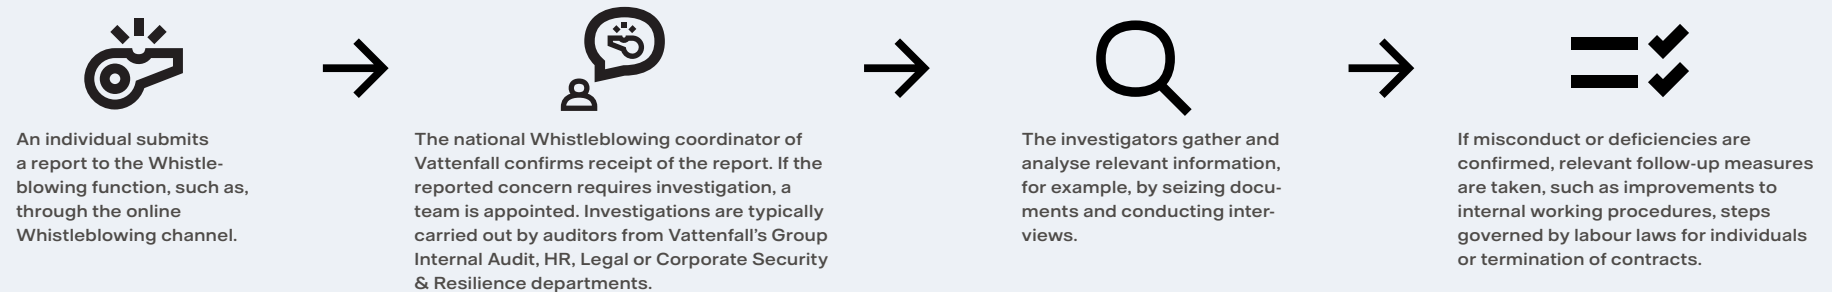 An individual submits
a report to the Whistle-
blowing function, such as,
through the online
Whistleblowing channel.
The national Whistleblowing coordinator of
Vattenfall confirms receipt of the report. If the
reported concern requires investigation, a
team is appointed. Investigations are typically
carried out by auditors from Vattenfall's Group
Internal Audit, HR, Legal or Corporate Security
& Resilience departments.
The investigators gather and
analyse relevant information,
for example, by seizing docu-
ments and conducting inter-
views.
If misconduct or deficiencies are
confirmed, relevant follow-up measures
are taken, such as improvements to
internal working procedures, steps
governed by labour laws for individuals
or termination of contracts.